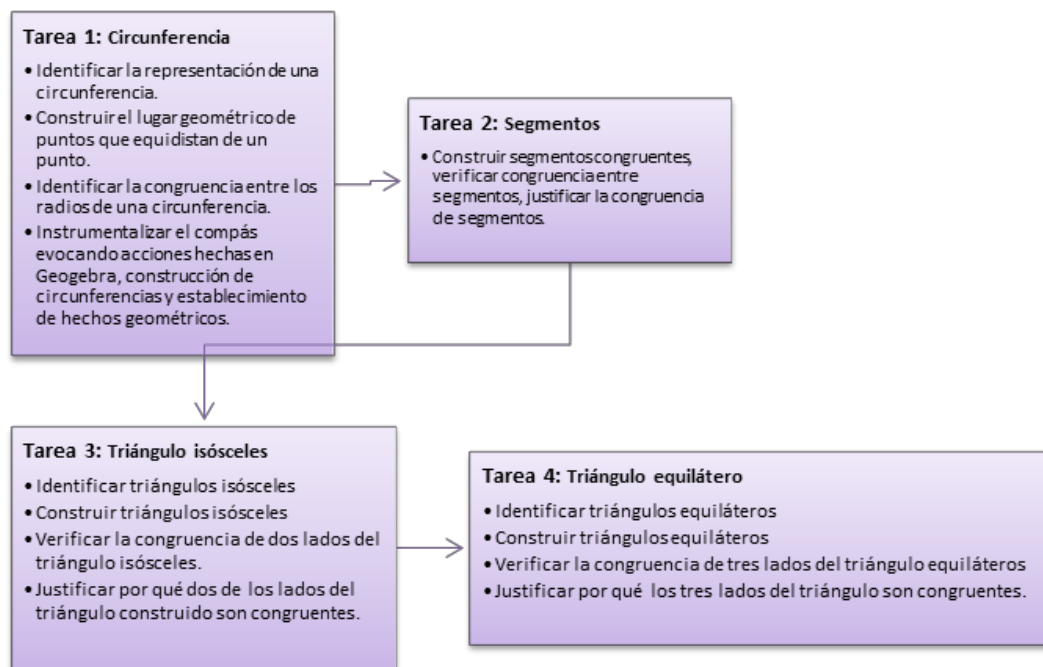 Tarea 1: Circunferencia
• Identificar la representación de una
circunferencia.
• Construir el lugar geométrico de
puntos que equidistan de un
punto.
• Identificar la congruencia entre los
radios de una circunferencia.
• Instrumentalizar el compás
evocando acciones hechas en
Geogebra, construcción de
circunferencias y establecimiento
de hechos geométricos.
Tarea 2: Segmentos
• Construir segmentos congruentes,
verificar congruencia entre
segmentos, justificar la congruencia
de segmentos.
Tarea 3: Triángulo isósceles
• Identificar triángulos isósceles
• Construir triángulos isósceles
• Verificar la congruencia de dos lados del
triángulo isósceles.
• Justificar por qué dos de los lados del
triángulo construido son congruentes.
Tarea 4: Triángulo equilátero
• Identificar triángulos equiláteros
• Construir triángulos equiláteros
• Verificar la congruencia de tres lados del triángulo equiláteros
• Justificar por qué los tres lados del triángulo son congruentes.